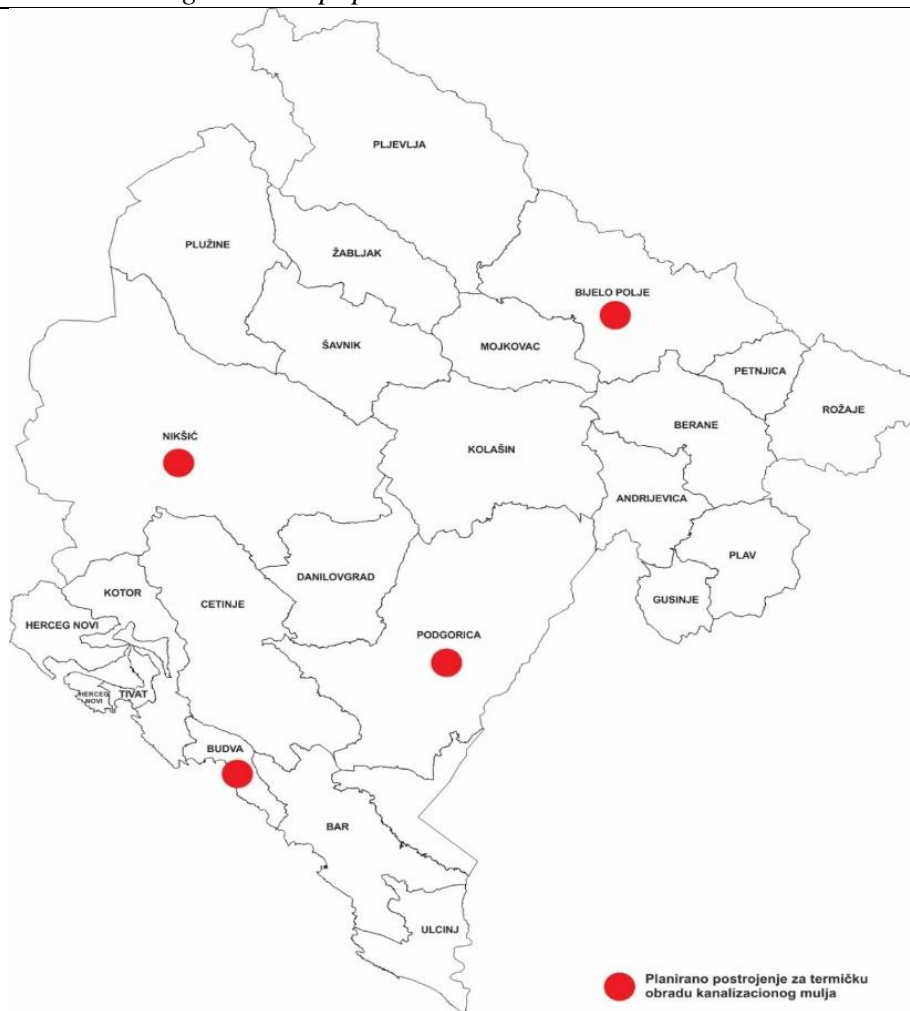 PLJEVLJA
PLUŽINE
ŽABLJAK
BIJELO POLJE
ŠAVNIK
MOJKOVAC
PETNJICA
ROŽAJE
BERANE
NIKŠIĆ
KOLAŠIN
ANDRIJEVICA
PLAV
DANILOVGRAD
KOTOR
CETINJE
GUSINJE
HERCEG NOVI
PODGORICA
HERCEG
NOVI
TIVAT
BUDVA
BAR
ULCINJ
Planirano postrojenje za termičku
obradu kanalizacionog mulja